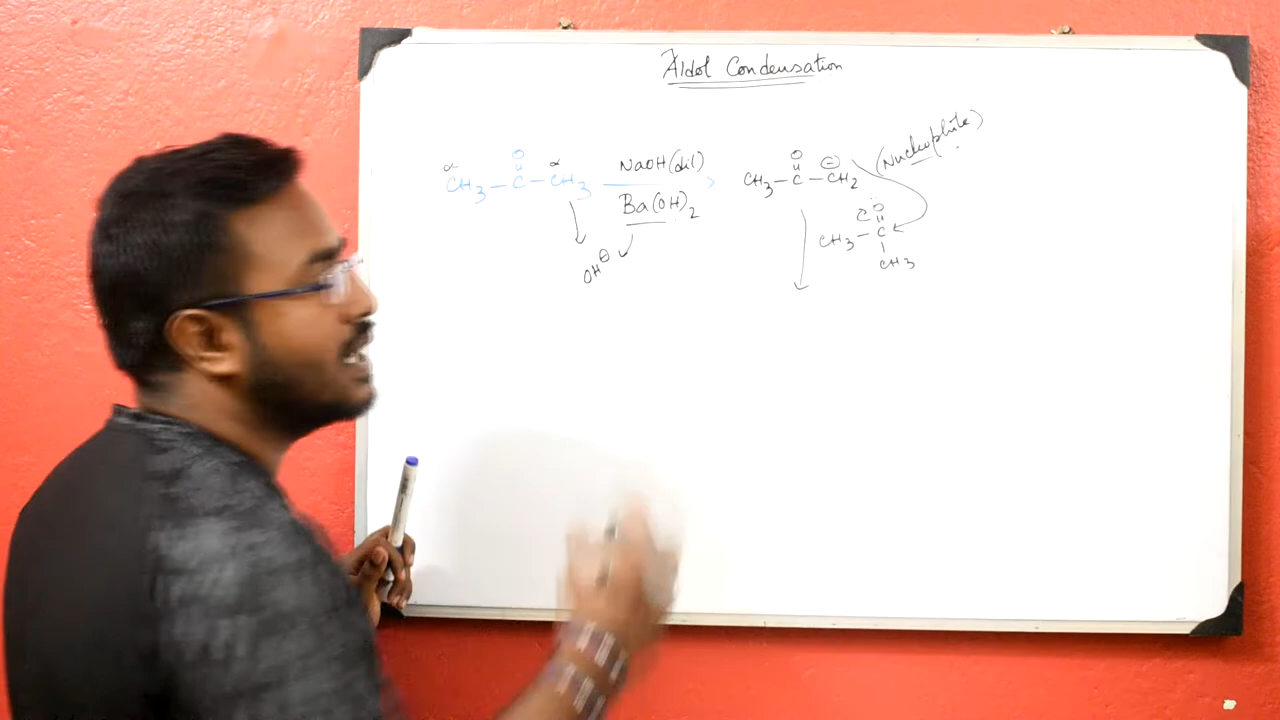 Aldol Condensation
(Nucleophile)
α O α
CH3 — C — CH3
NaOH (dil)
Ba(OH)2
OH⊖
O ⊖
CH3 — C — CH2
O
CH3 — C
CH3